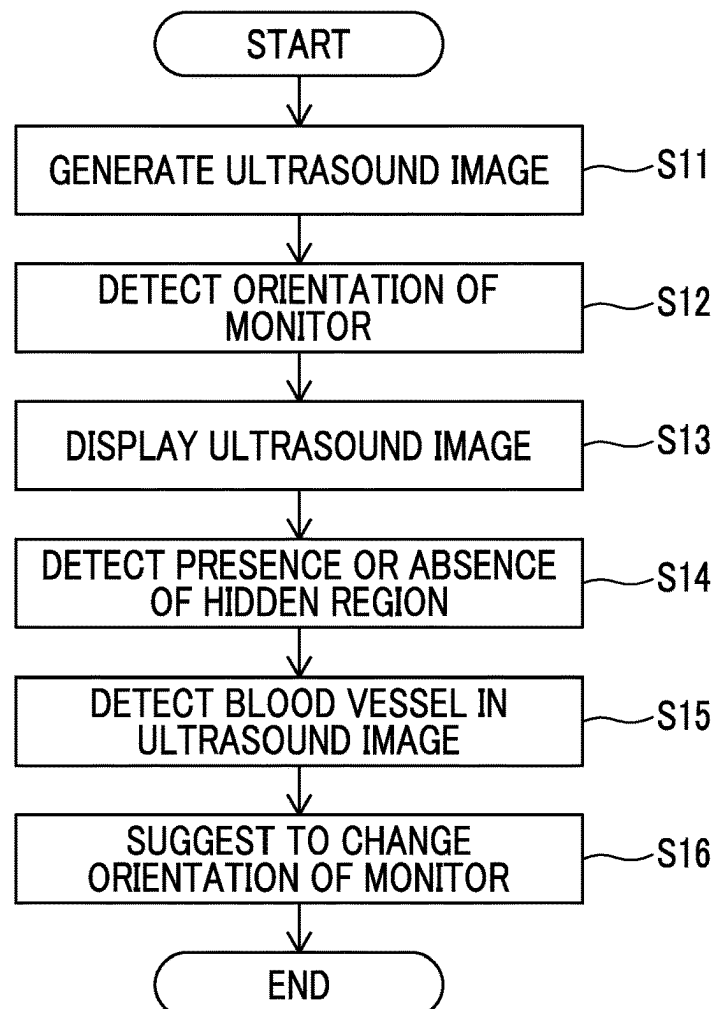 START
GENERATE ULTRASOUND IMAGE
S11
DETECT ORIENTATION OF
MONITOR
S12
DISPLAY ULTRASOUND IMAGE
S13
DETECT PRESENCE OR ABSENCE
OF HIDDEN REGION
S14
DETECT BLOOD VESSEL IN
ULTRASOUND IMAGE
S15
SUGGEST TO CHANGE
ORIENTATION OF MONITOR
S16
END